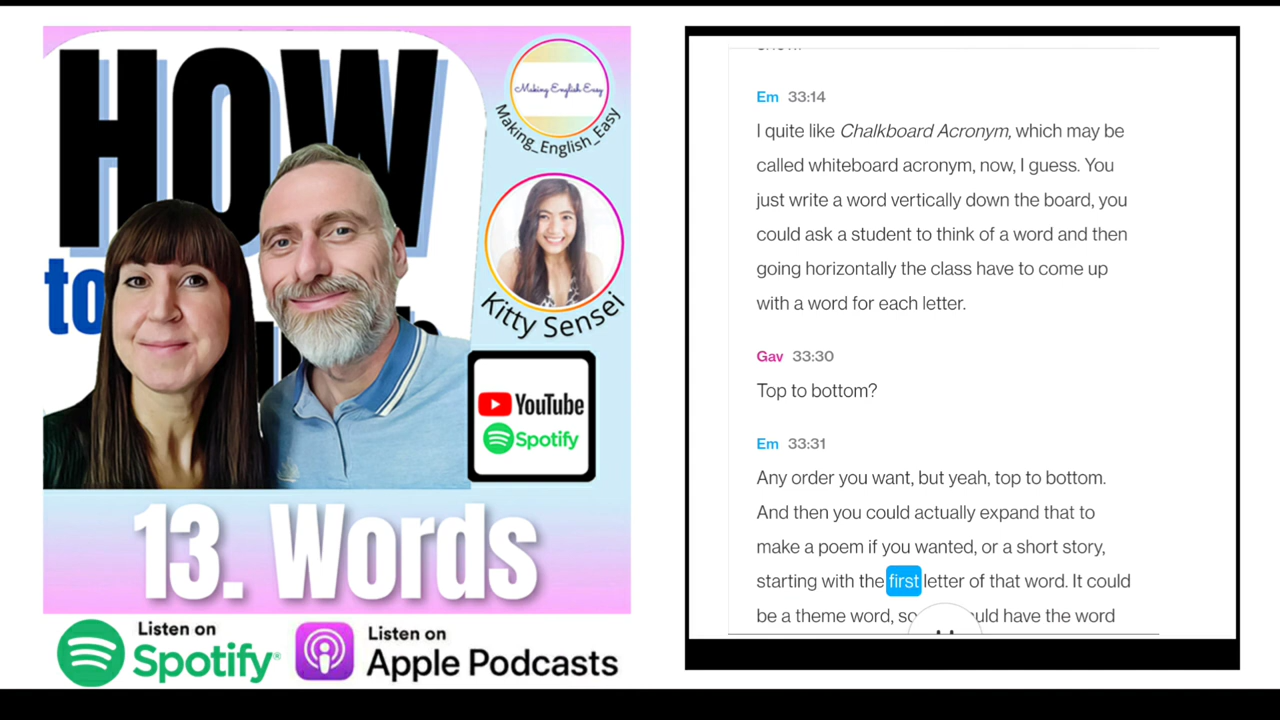 HOW
to
Making English Easy
Making_English_Easy
Kitty Sensei
YouTube
Spotify
13. Words
Listen on
Spotify
Listen on
Apple Podcasts
Em 33:14
I quite like Chalkboard Acronym, which may be
called whiteboard acronym, now, I guess. You
just write a word vertically down the board, you
could ask a student to think of a word and then
going horizontally the class have to come up
with a word for each letter.
Gav 33:30
Top to bottom?
Em 33:31
Any order you want, but yeah, top to bottom.
And then you could actually expand that to
make a poem if you wanted, or a short story,
starting with the first letter of that word. It could
be a theme word, so uld have the word